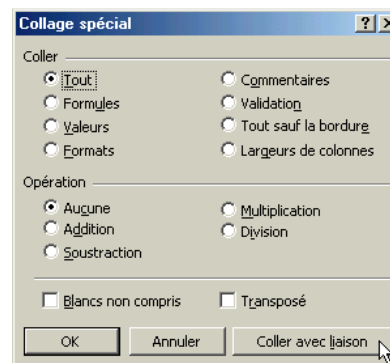 Collage spécial
Coller
Tout
Formules
Valeurs
Formats
Commentaires
Validation
Tout sauf la bordure
Largeurs de colonnes
Opération
Aucune
Addition
Soustraction
Multiplication
Division
Blancs non compris
Transposé
OK
Annuler
Coller avec liaison